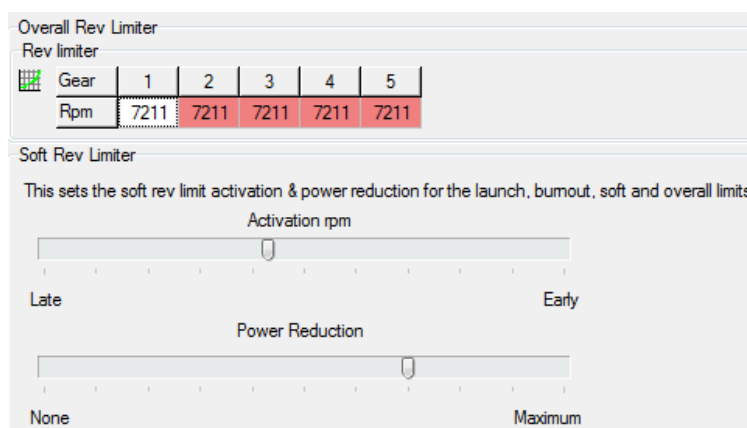 Overall Rev Limiter
Rev limiter
Gear 1 2 3 4 5
Rpm 7211 7211 7211 7211 7211
Soft Rev Limiter
This sets the soft rev limit activation & power reduction for the launch, burnout, soft and overall limits
Activation rpm
Late Early
Power Reduction
None Maximum